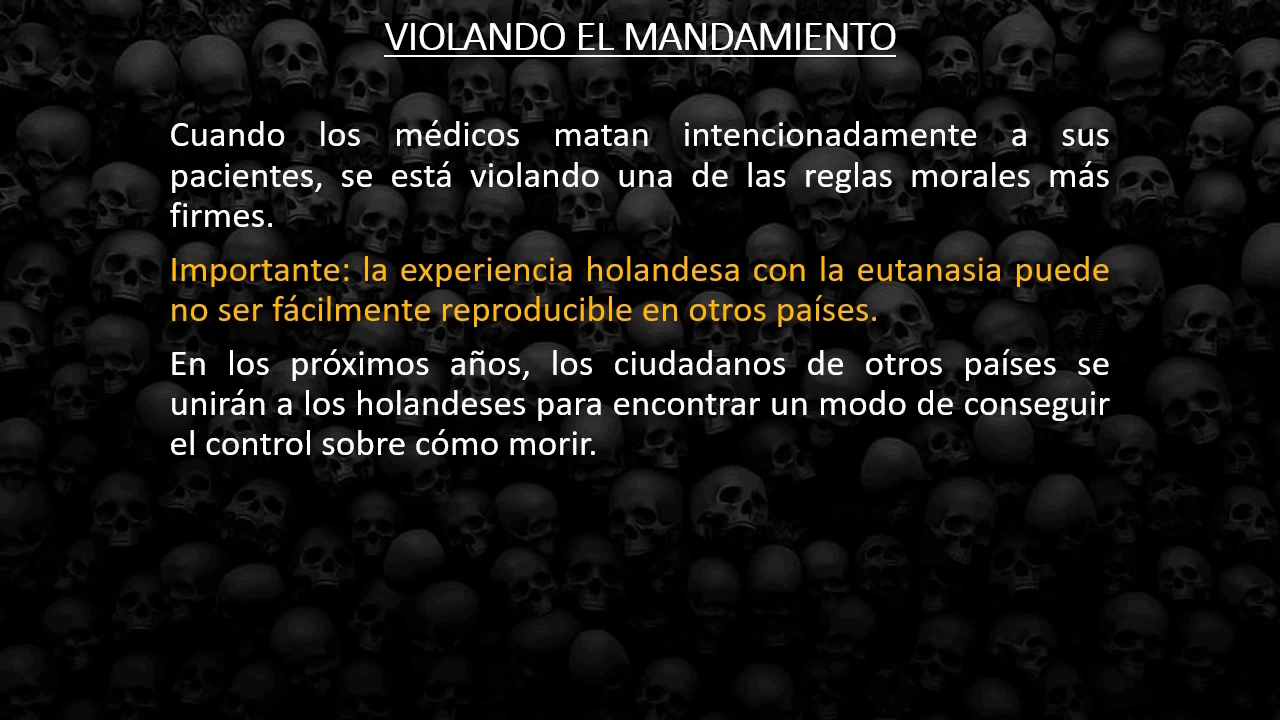 VIOLANDO EL MANDAMIENTO
Cuando los médicos matan intencionadamente a sus
pacientes, se está violando una de las reglas morales más
firmes.
Importante: la experiencia holandesa con la eutanasia puede
no ser fácilmente reproducible en otros países.
En los próximos años, los ciudadanos de otros países se
unirán a los holandeses para encontrar un modo de conseguir
el control sobre cómo morir.